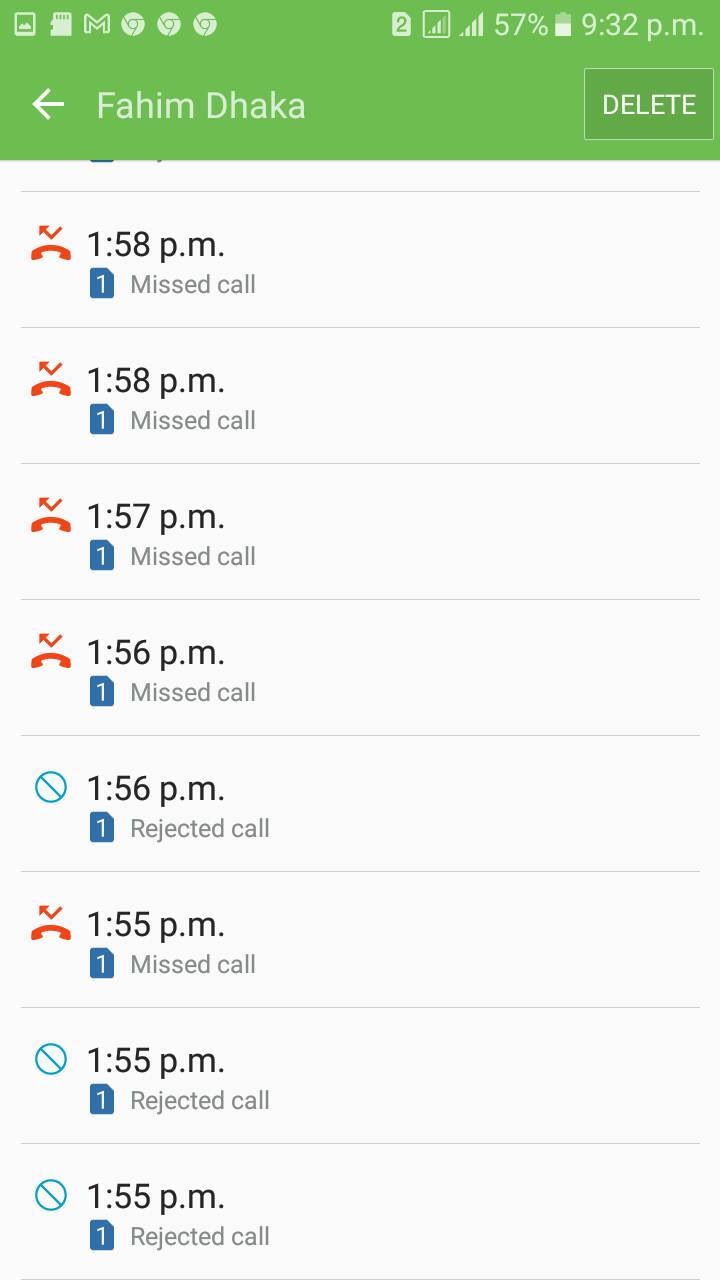 2 57% 9:32 p.m.
Fahim Dhaka DELETE
1:58 p.m.
1 Missed call
1:58 p.m.
1 Missed call
1:57 p.m.
1 Missed call
1:56 p.m.
1 Missed call
1:56 p.m.
1 Rejected call
1:55 p.m.
1 Missed call
1:55 p.m.
1 Rejected call
1:55 p.m.
1 Rejected call